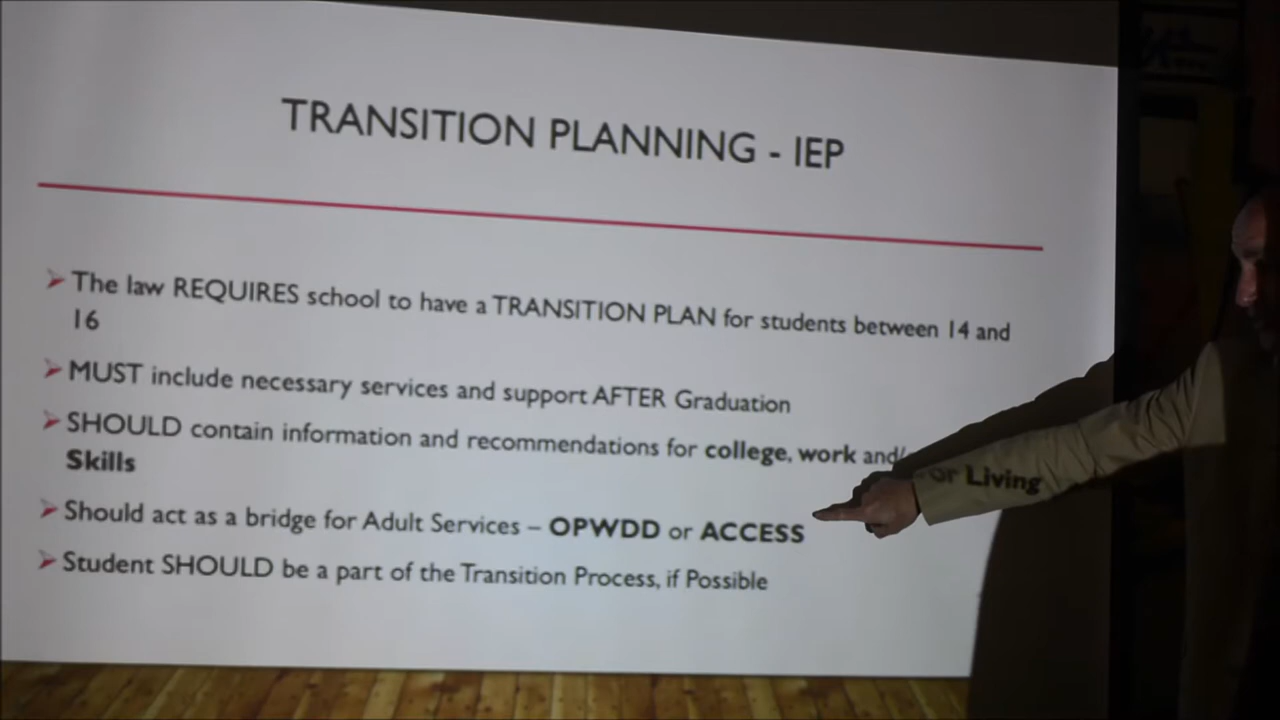 TRANSITION PLANNING - IEP
The law REQUIRES school to have a TRANSITION PLAN for students between 14 and
16
MUST include necessary services and support AFTER Graduation
SHOULD contain information and recommendations for college, work and/or Living
Skills
Should act as a bridge for Adult Services – OPWDD or ACCESS
Student SHOULD be a part of the Transition Process, if Possible